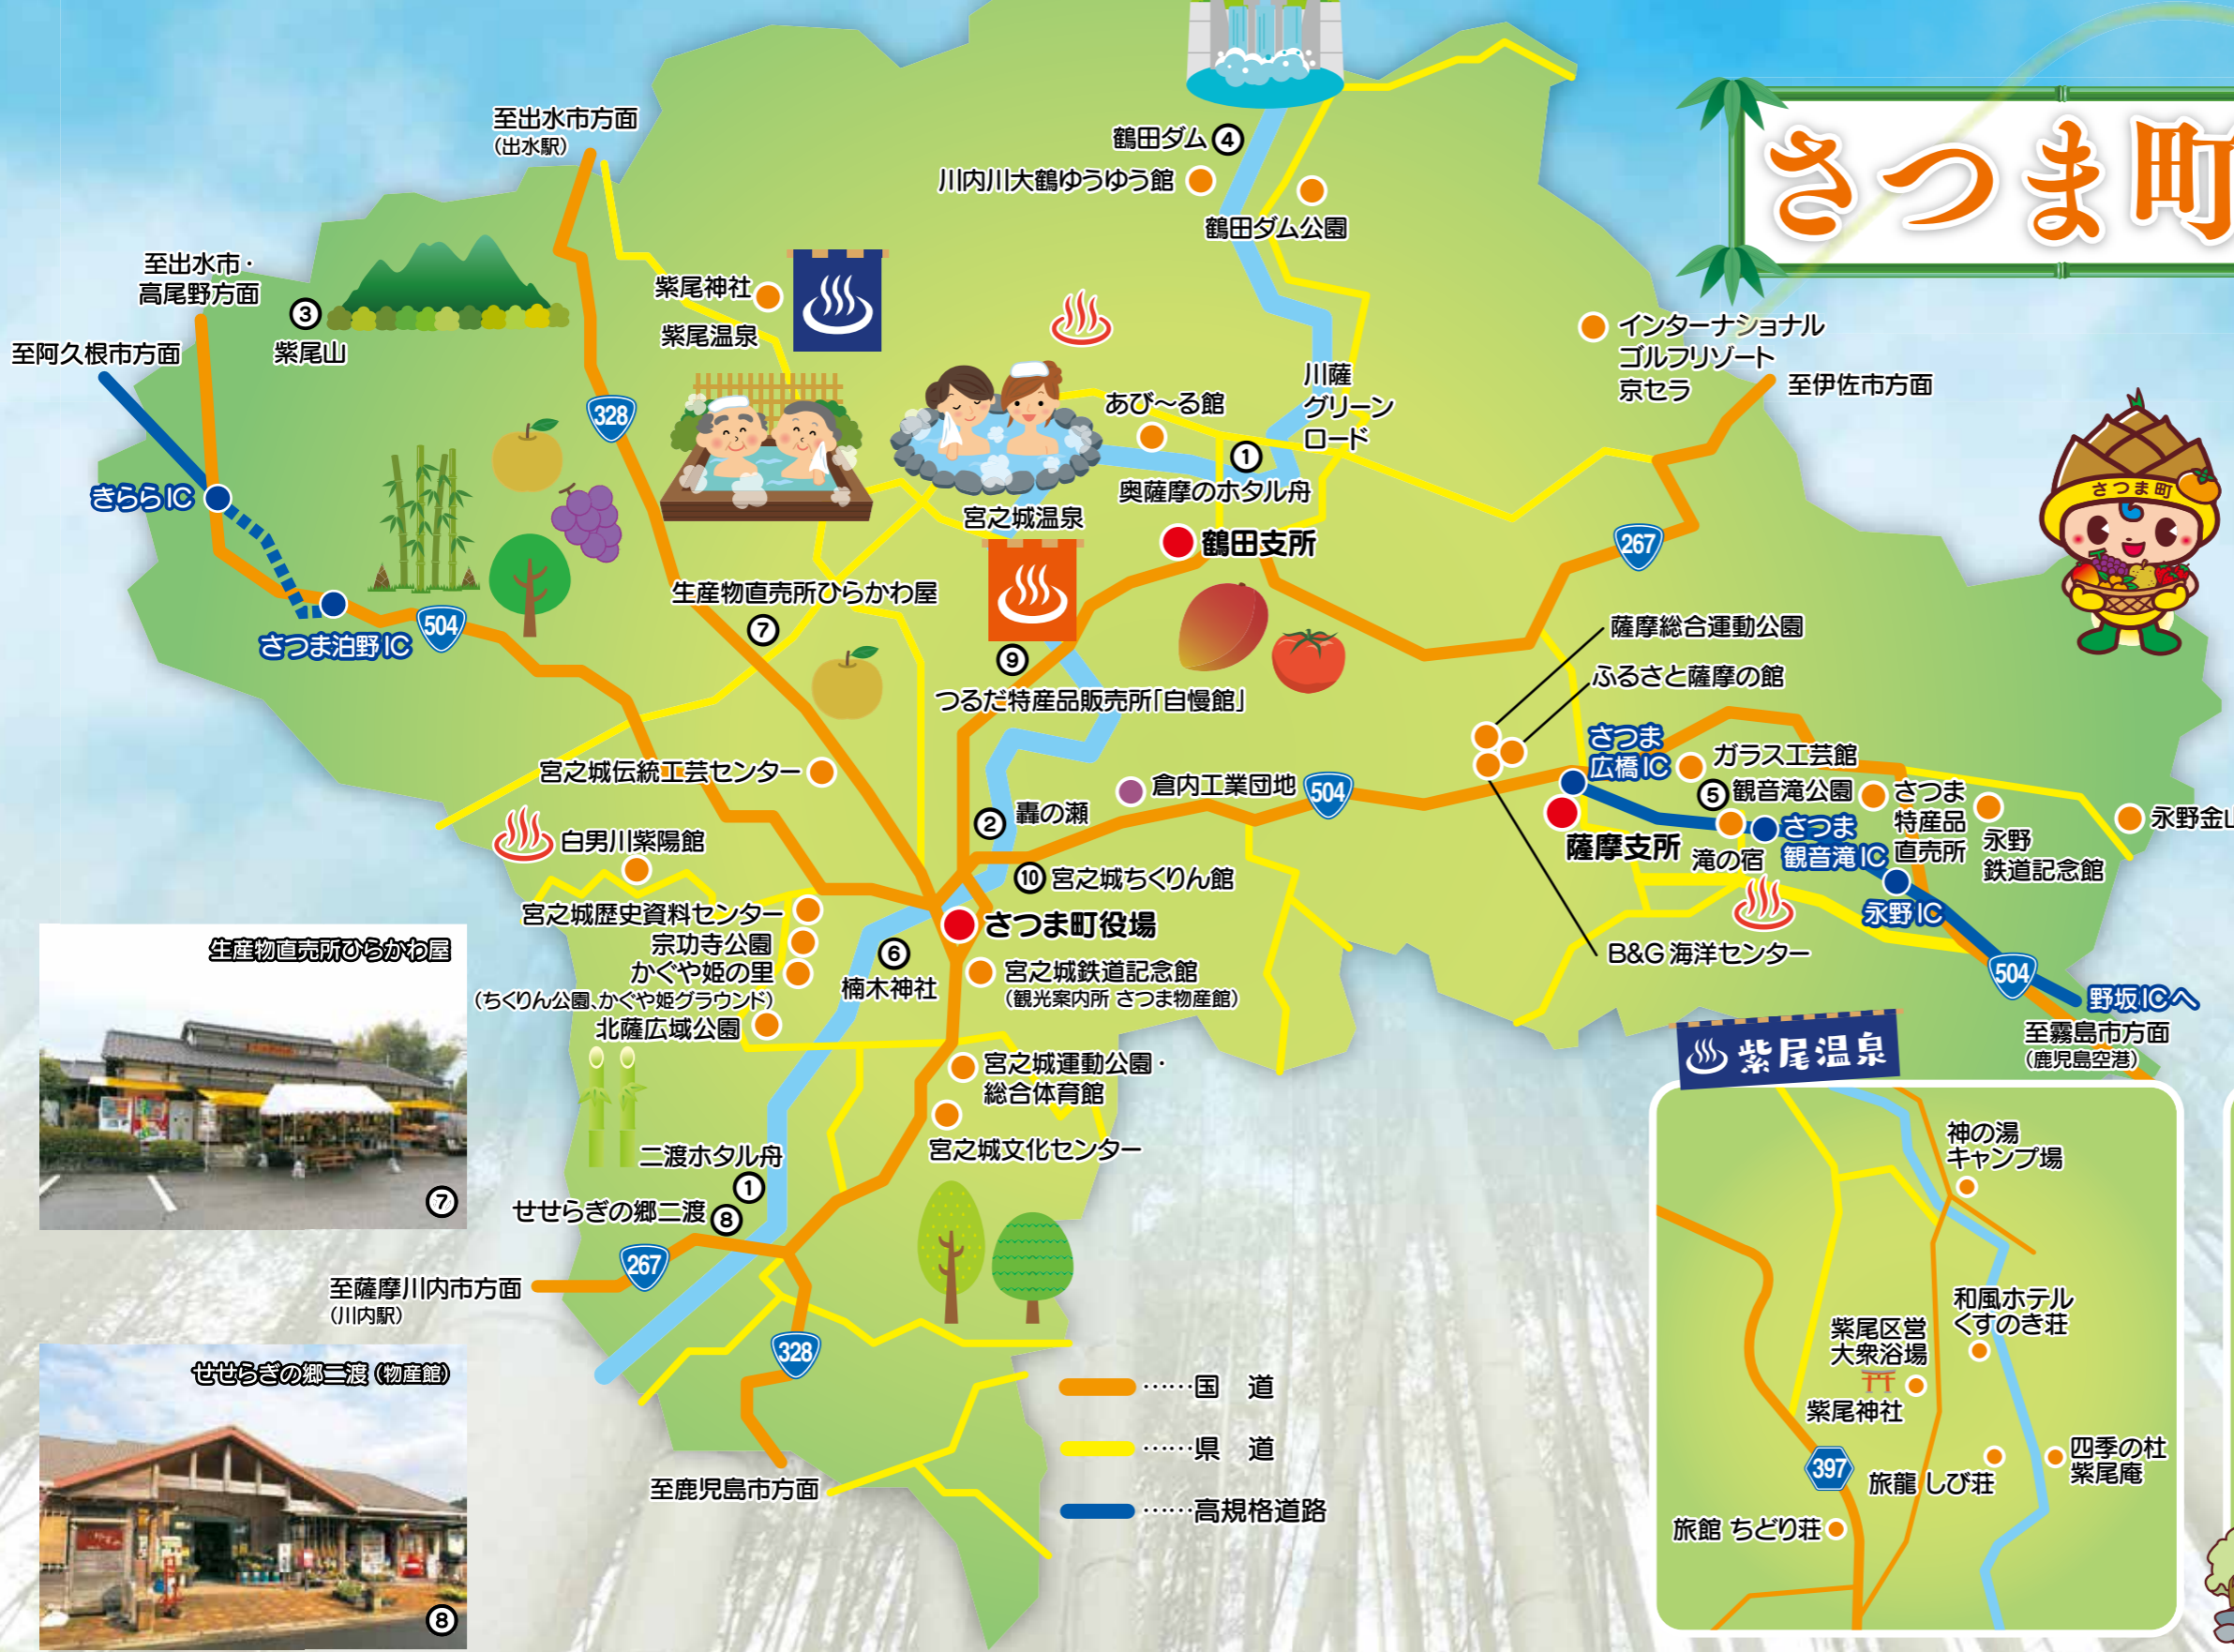 さつま町
至出水市方面
(出水駅)
鶴田ダム ④
川内川大鶴ゆうゆう館
鶴田ダム公園
至出水市・
高尾野方面
③
紫尾山
至阿久根市方面
紫尾神社
紫尾温泉
インターナショナル
ゴルフリゾート
京セラ
至伊佐市方面
川薩
グリーン
ロード
あび〜る館
328
①
奥薩摩のホタル舟
きららIC
宮之城温泉
さつま町
鶴田支所
267
生産物直売所ひらかわ屋
⑦
504
さつま泊野IC
薩摩総合運動公園
ふるさと薩摩の館
⑨
つるだ特産品販売所「自慢館」
さつま
広橋IC
ガラス工芸館
宮之城伝統工芸センター
倉内工業団地
504
⑤観音滝公園
さつま
特産品
直売所
永野
鉄道記念館
永野金山
② 轟の瀬
白男川紫陽館
薩摩支所
滝の宿
さつま
観音滝IC
永野IC
⑩宮之城ちくりん館
宮之城歴史資料センター
宗功寺公園
かぐや姫の里
(ちくりん公園、かぐや姫グラウンド)
北薩広域公園
さつま町役場
⑥
楠木神社
宮之城鉄道記念館
(観光案内所 さつま物産館)
B&G海洋センター
504
野坂ICへ
至霧島市方面
(鹿児島空港)
生産物直売所ひらかわ屋
⑦
宮之城運動公園・
総合体育館
宮之城文化センター
二渡ホタル舟
①
せせらぎの郷二渡 ⑧
267
至薩摩川内市方面
(川内駅)
328
至鹿児島市方面
せせらぎの郷二渡(物産館)
⑧
……国 道
……県 道
……高規格道路
紫尾温泉
神の湯
キャンプ場
和風ホテル
くすのき荘
紫尾区営
大衆浴場
紫尾神社
397
旅龍 しび荘
四季の杜
紫尾庵
旅館 ちどり荘